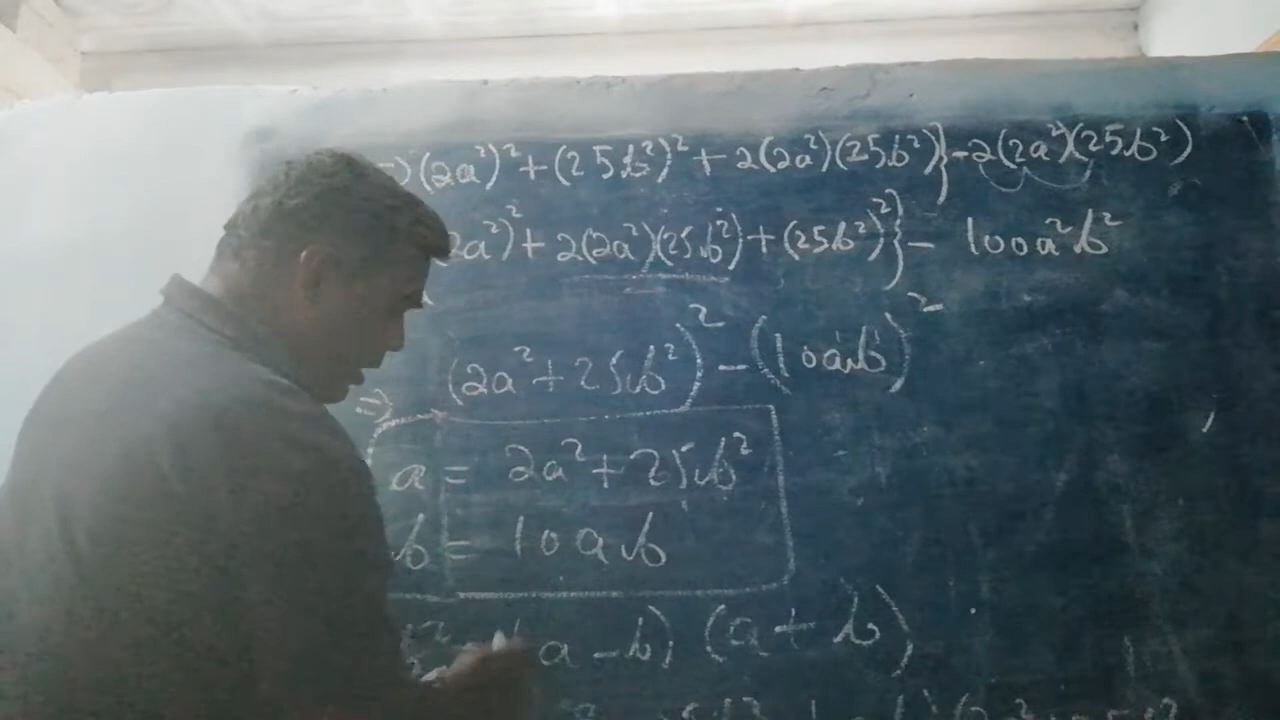 (2a²)² + (25b²)² + 2(2a²)(25b²)} - 2(2a²)(25b²)
2a²)² + 2(2a²)(25b²) + (25b²)²} - 100a²b²
⇒ (2a² + 25b²)² - (10ab)²
a = 2a² + 25b²
b = 10ab
a - b) (a + b)